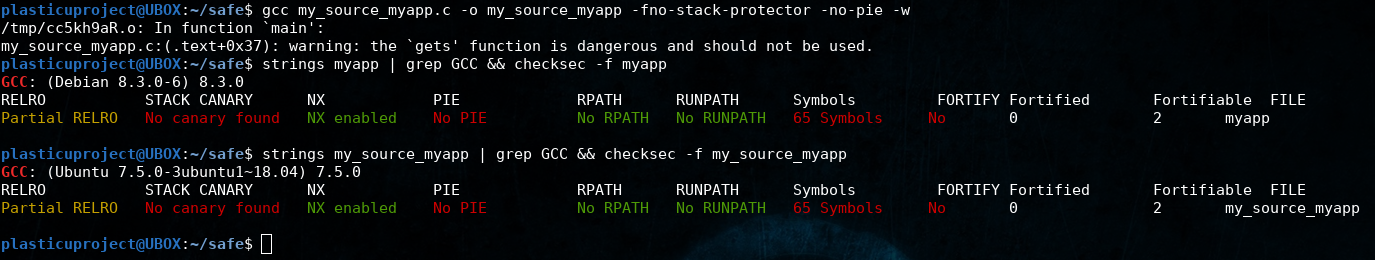 plasticuproject@UBOX:~/safe$ gcc my_source_myapp.c -o my_source_myapp -fno-stack-protector -no-pie -w
/tmp/cc5kh9aR.o: In function `main':
my_source_myapp.c:(.text+0x37): warning: the `gets' function is dangerous and should not be used.
plasticuproject@UBOX:~/safe$ strings myapp | grep GCC && checksec -f myapp
GCC: (Debian 8.3.0-6) 8.3.0
RELRO           STACK CANARY      NX            PIE             RPATH      RUNPATH      Symbols         FORTIFY Fortified       Fortifiable  FILE
Partial RELRO   No canary found   NX enabled    No PIE          No RPATH   No RUNPATH   65 Symbols     No       0               2       myapp
plasticuproject@UBOX:~/safe$ strings my_source_myapp | grep GCC && checksec -f my_source_myapp
GCC: (Ubuntu 7.5.0-3ubuntu1~18.04) 7.5.0
RELRO           STACK CANARY      NX            PIE             RPATH      RUNPATH      Symbols         FORTIFY Fortified       Fortifiable  FILE
Partial RELRO   No canary found   NX enabled    No PIE          No RPATH   No RUNPATH   65 Symbols     No       0               2       my_source_myapp
plasticuproject@UBOX:~/safe$